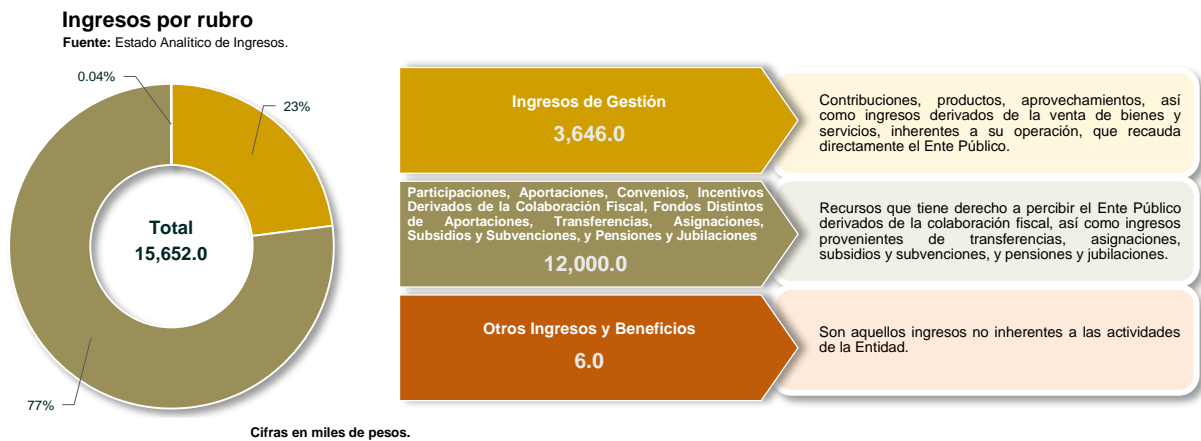 Ingresos por rubro
Fuente: Estado Analítico de Ingresos.
0.04%
23%
Total
15,652.0
77%
Ingresos de Gestión
3,646.0
Contribuciones, productos, aprovechamientos, así
como ingresos derivados de la venta de bienes y
servicios, inherentes a su operación, que recauda
directamente el Ente Público.
Participaciones, Aportaciones, Convenios, Incentivos
Derivados de la Colaboración Fiscal, Fondos Distintos
de Aportaciones, Transferencias, Asignaciones,
Subsidios y Subvenciones, y Pensiones y Jubilaciones
12,000.0
Recursos que tiene derecho a percibir el Ente Público
derivados de la colaboración fiscal, así como ingresos
provenientes de transferencias, asignaciones,
subsidios y subvenciones, y pensiones y jubilaciones.
Otros Ingresos y Beneficios
6.0
Son aquellos ingresos no inherentes a las actividades
de la Entidad.
Cifras en miles de pesos.